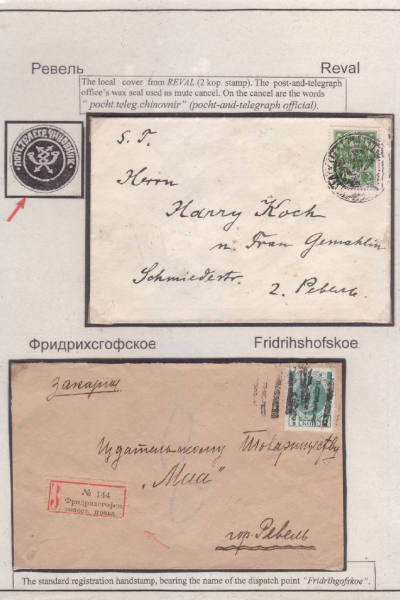 Ревель
Reval
The local cover from REVAL (2 kop. stamp). The post-and-telegraph
office's wax seal used as mute cancel. On the cancel are the words
"pocht.teleg.chinovnir" (pocht-and-telegraph official).
S. T.
Herrn
Harry Koch
n. Frau Gemahlin
Schmiedestr.
2. Ревель.
Фридрихсгофское
Fridrihshofskoe
Заказное
Издательскому Товариществу
„Миа"
№ 144
Фридрихсгофск.
гор. Ревель
The standard registration handstamp, bearing the name of the dispatch point "Fridrihgofskoe".